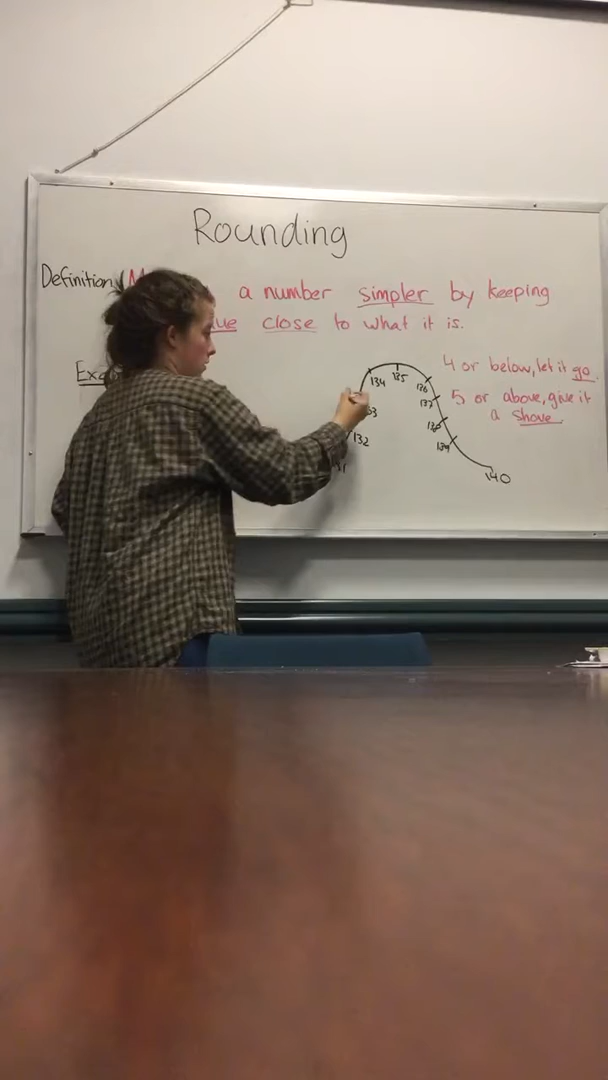 Rounding
Definition
a number simpler by keeping
close to what it is.
4 or below, let it go.
5 or above, give it
a shove.
134 135 136
137
132
138
139
140